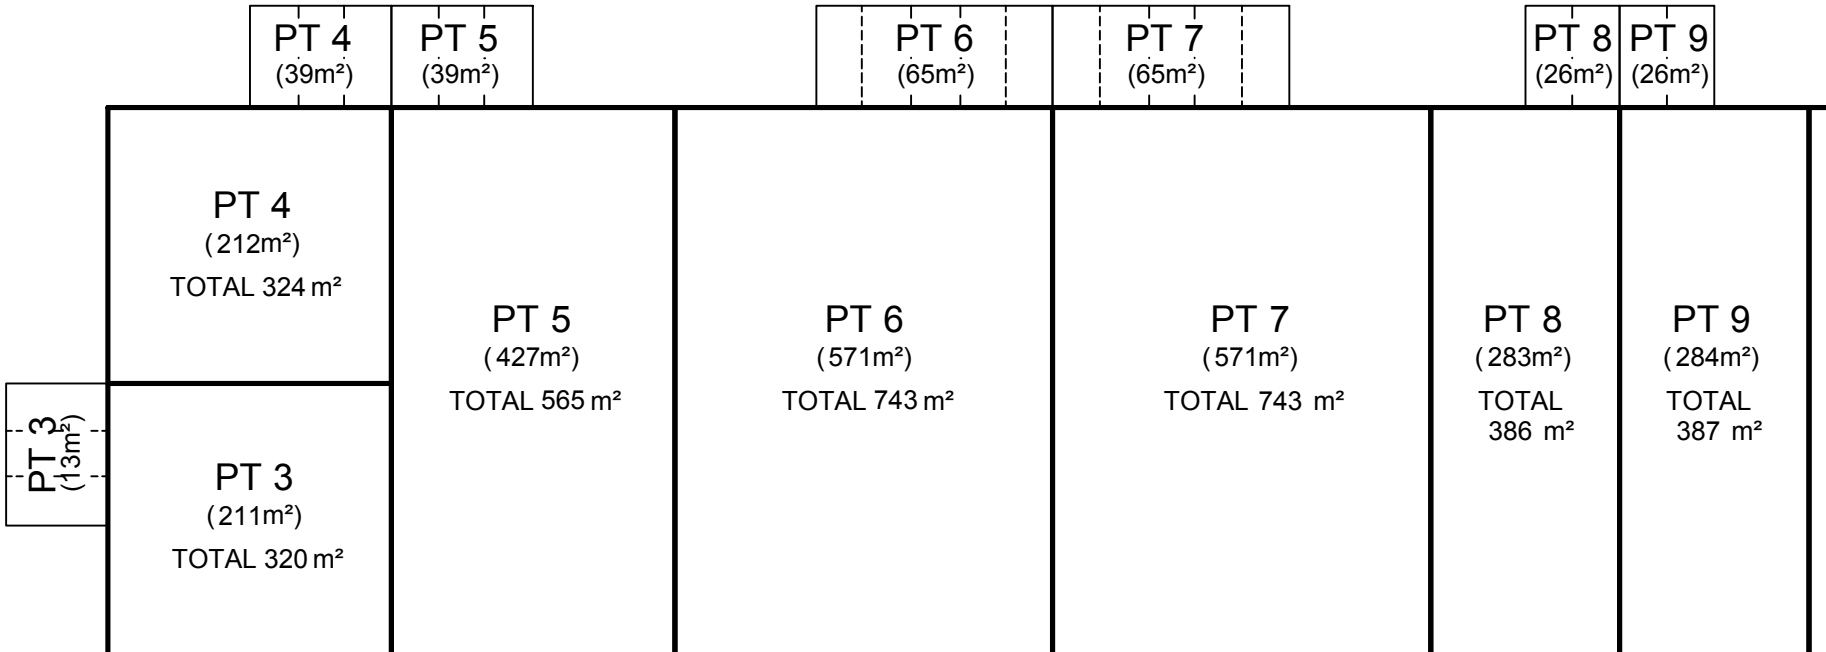 PT 4
(39m²)
PT 5
(39m²)
PT 6
(65m²)
PT 7
(65m²)
PT 8
(26m²)
PT 9
(26m²)
PT 4
(212m²)
TOTAL 324 m²
PT 5
(427m²)
TOTAL 565 m²
PT 6
(571m²)
TOTAL 743 m²
PT 7
(571m²)
TOTAL 743 m²
PT 8
(283m²)
TOTAL
386 m²
PT 9
(284m²)
TOTAL
387 m²
PT 3
(13m²)
PT 3
(211m²)
TOTAL 320 m²